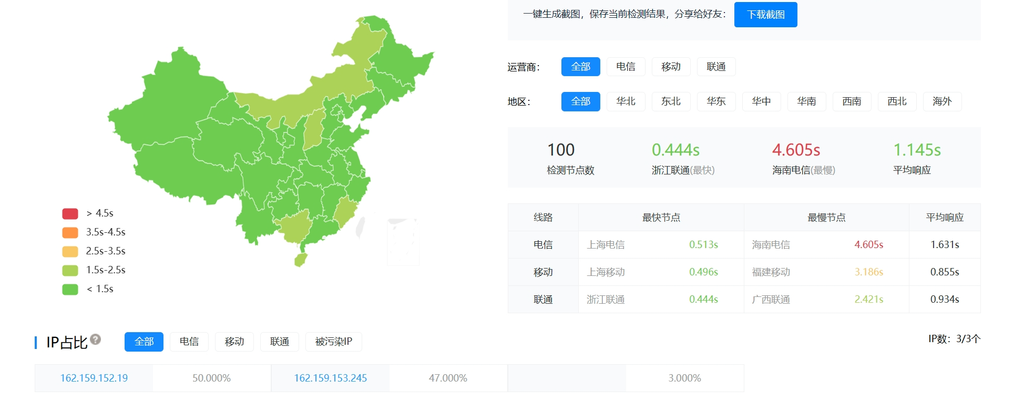 一键生成截图，保存当前检测结果，分享给好友： 下载截图
运营商： 全部 电信 移动 联通
地区： 全部 华北 东北 华东 华中 华南 西南 西北 海外
100 0.444s 4.605s 1.145s
检测节点数 浙江联通(最快) 海南电信(最慢) 平均响应
> 4.5s
3.5s-4.5s
2.5s-3.5s
1.5s-2.5s
< 1.5s
线路 最快节点 最慢节点 平均响应
电信 上海电信 0.513s 海南电信 4.605s 1.631s
移动 上海移动 0.496s 福建移动 3.186s 0.855s
联通 浙江联通 0.444s 广西联通 2.421s 0.934s
IP占比 ? 全部 电信 移动 联通 被污染IP IP数：3/3个
162.159.152.19 50.000% 162.159.153.245 47.000% 3.000%